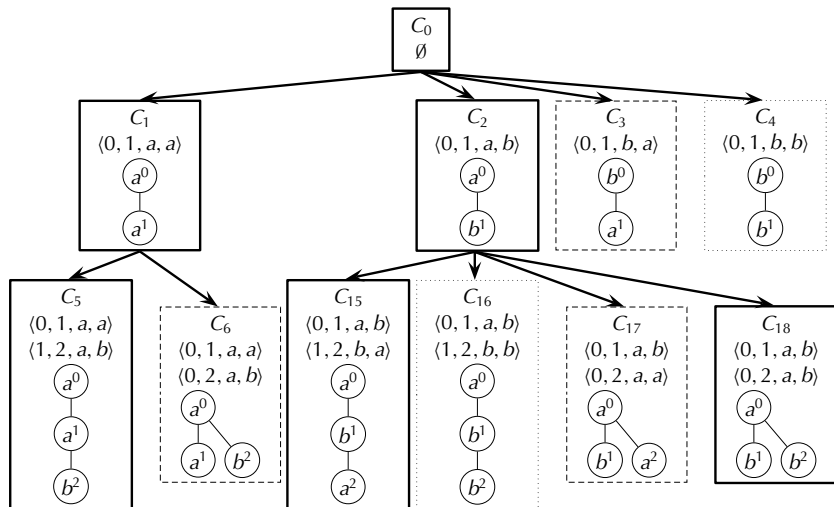 C₀
∅
C₁
⟨0, 1, a, a⟩
a⁰
a¹
C₂
⟨0, 1, a, b⟩
a⁰
b¹
C₃
⟨0, 1, b, a⟩
b⁰
a¹
C₄
⟨0, 1, b, b⟩
b⁰
b¹
C₅
⟨0, 1, a, a⟩
⟨1, 2, a, b⟩
a⁰
a¹
b²
C₆
⟨0, 1, a, a⟩
⟨0, 2, a, b⟩
a⁰
a¹ b²
C₁₅
⟨0, 1, a, b⟩
⟨1, 2, b, a⟩
a⁰
b¹
a²
C₁₆
⟨0, 1, a, b⟩
⟨1, 2, b, b⟩
a⁰
b¹
b²
C₁₇
⟨0, 1, a, b⟩
⟨0, 2, a, a⟩
a⁰
b¹ a²
C₁₈
⟨0, 1, a, b⟩
⟨0, 2, a, b⟩
a⁰
b¹ b²